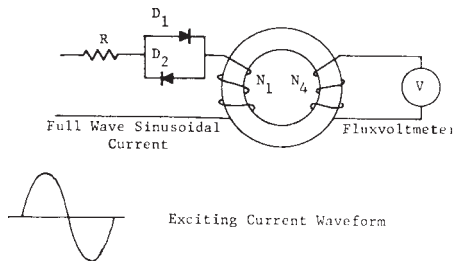 D1
R
D2
N1 N4
V
Full Wave Sinusoidal
Current
Fluxvoltmeter
Exciting Current Waveform